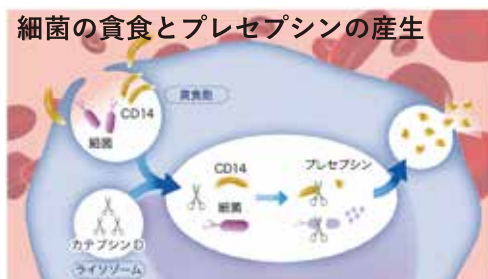 細菌の貪食とプレセプシンの産生
CD14
細菌
貪食胞
CD14
プレセプシン
細菌
カテプシンD
ライソゾーム